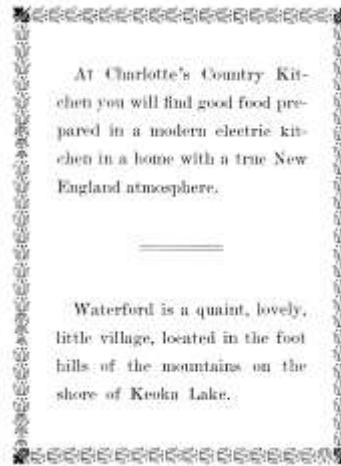 At Charlotte's Country Kit-
chen you will find good food pre-
pared in a modern electric kit-
chen in a home with a true New
England atmosphere.
Waterford is a quaint, lovely,
little village, located in the foot
hills of the mountains on the
shore of Keoka Lake.